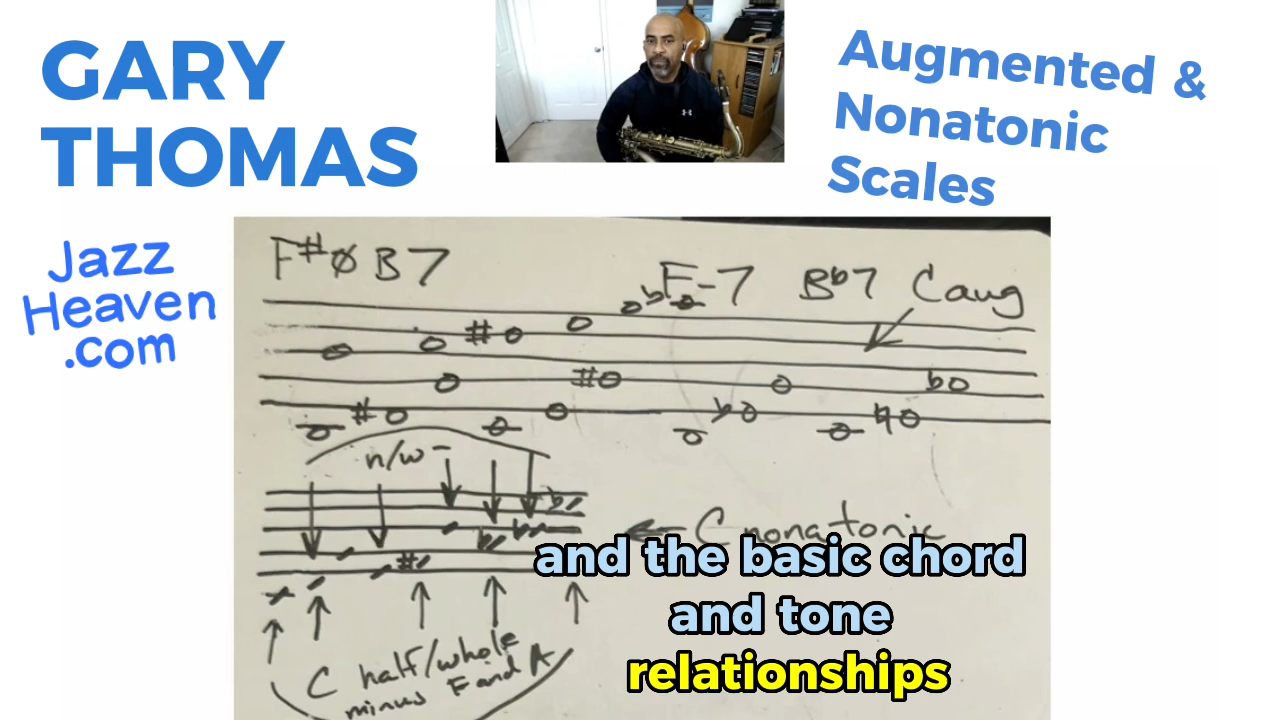 GARY
THOMAS
Augmented &
Nonatonic
Scales
Jazz
Heaven
.com
F#ø B7 F-7 Bb7 Caug
n/w -
C nonatonic
and the basic chord
and tone
relationships
C half/whole
minus F and A